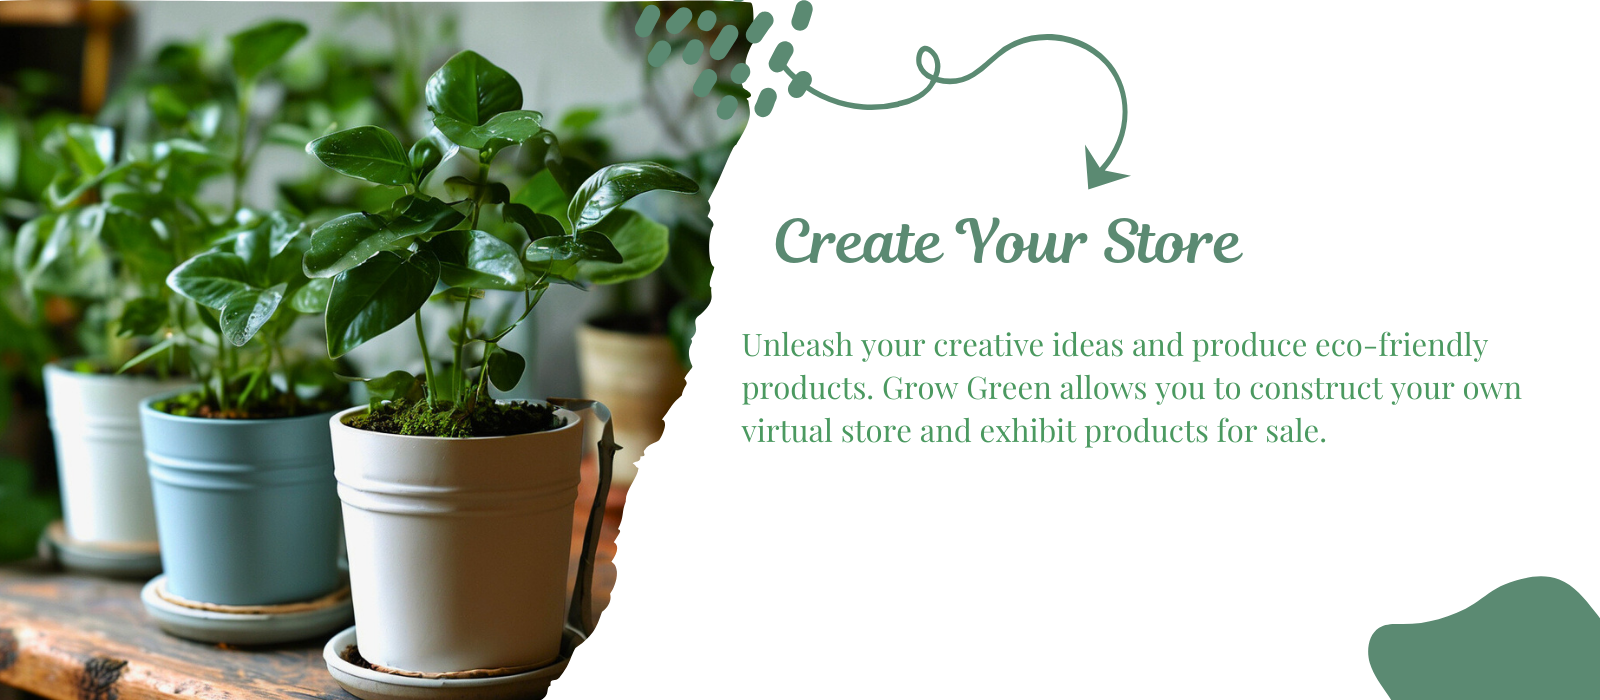 Create Your Store
Unleash your creative ideas and produce eco-friendly
products. Grow Green allows you to construct your own
virtual store and exhibit products for sale.